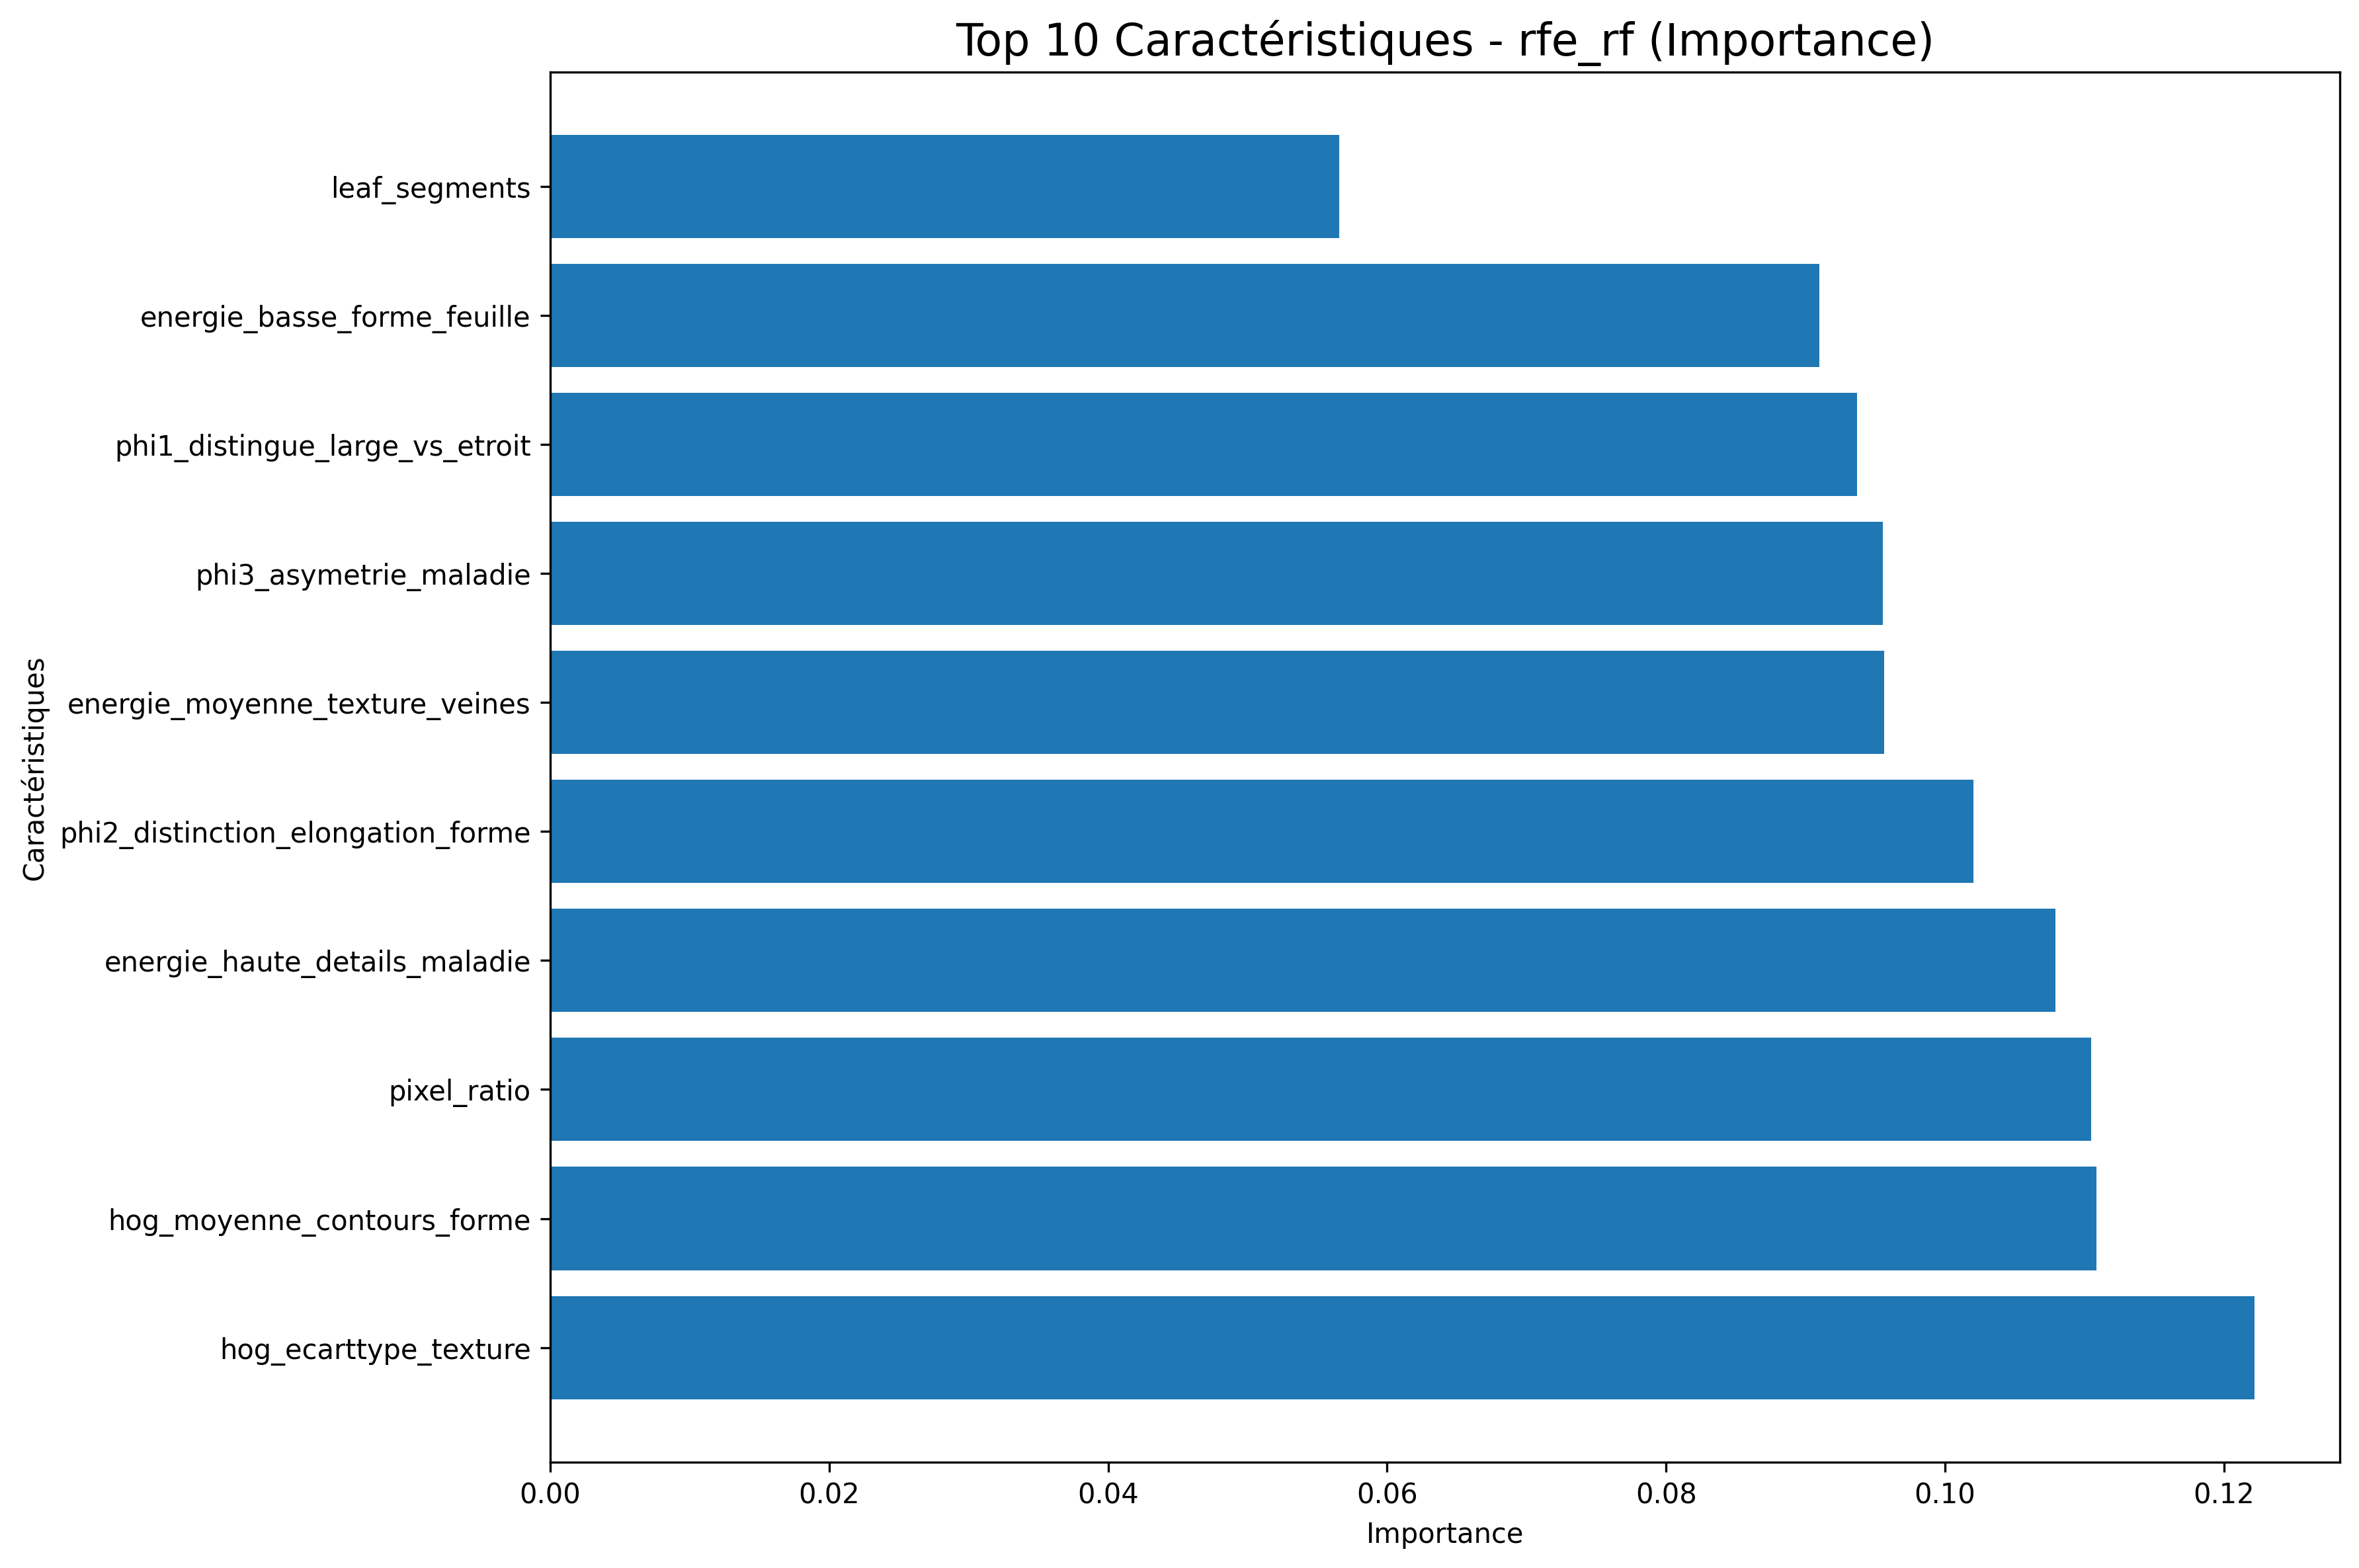 Top 10 Caractéristiques - rfe_rf (Importance)
Caractéristiques
leaf_segments
energie_basse_forme_feuille
phi1_distingue_large_vs_etroit
phi3_asymetrie_maladie
energie_moyenne_texture_veines
phi2_distinction_elongation_forme
energie_haute_details_maladie
pixel_ratio
hog_moyenne_contours_forme
hog_ecarttype_texture
0.00 0.02 0.04 0.06 0.08 0.10 0.12
Importance